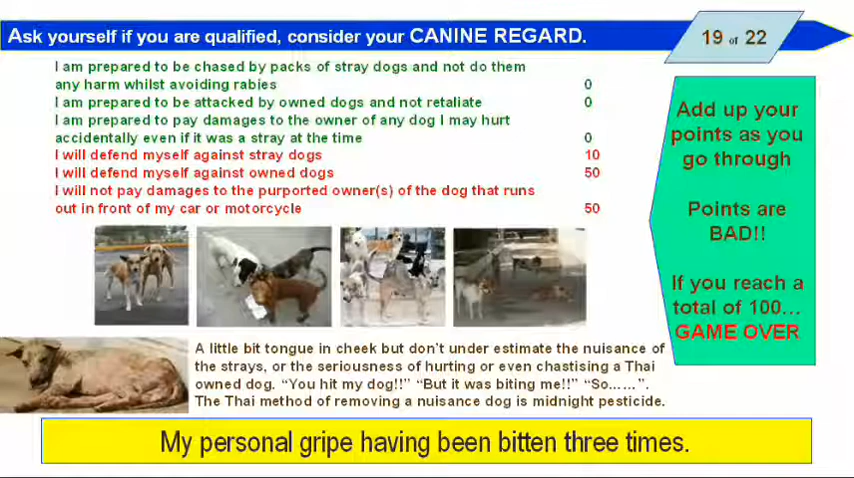 Ask yourself if you are qualified, consider your CANINE REGARD.
19 of 22
I am prepared to be chased by packs of stray dogs and not do them
any harm whilst avoiding rabies 0
I am prepared to be attacked by owned dogs and not retaliate 0
I am prepared to pay damages to the owner of any dog I may hurt
accidentally even if it was a stray at the time 0
I will defend myself against stray dogs 10
I will defend myself against owned dogs 50
I will not pay damages to the purported owner(s) of the dog that runs
out in front of my car or motorcycle 50
Add up your
points as you
go through
Points are
BAD!!
If you reach a
total of 100...
GAME OVER
A little bit tongue in cheek but don't under estimate the nuisance of
the strays, or the seriousness of hurting or even chastising a Thai
owned dog. "You hit my dog!!" "But it was biting me!!" "So......".
The Thai method of removing a nuisance dog is midnight pesticide.
My personal gripe having been bitten three times.